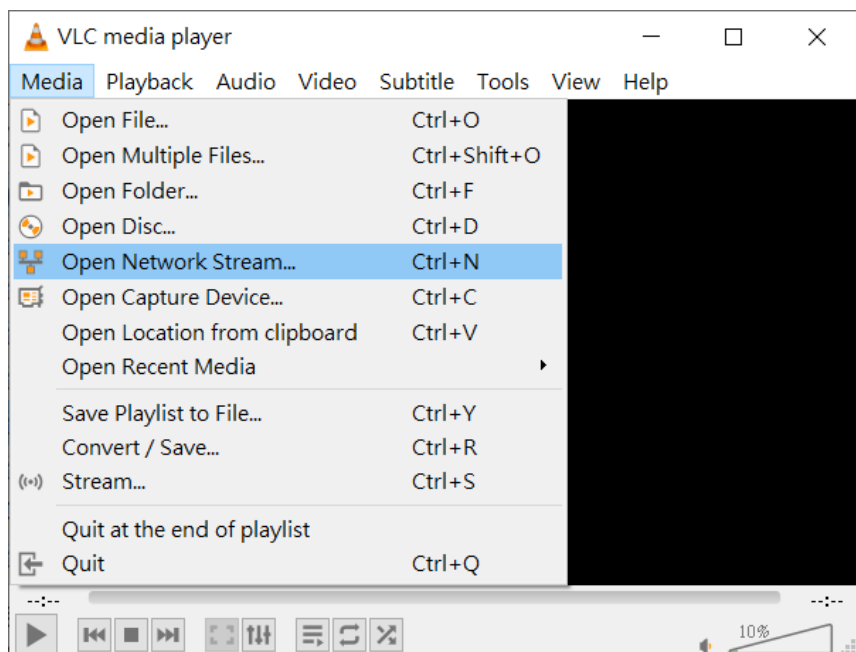 VLC media player
Media Playback Audio Video Subtitle Tools View Help
Open File... Ctrl+O
Open Multiple Files... Ctrl+Shift+O
Open Folder... Ctrl+F
Open Disc... Ctrl+D
Open Network Stream... Ctrl+N
Open Capture Device... Ctrl+C
Open Location from clipboard Ctrl+V
Open Recent Media
Save Playlist to File... Ctrl+Y
Convert / Save... Ctrl+R
Stream... Ctrl+S
Quit at the end of playlist
Quit Ctrl+Q
--:-- --:--
10%